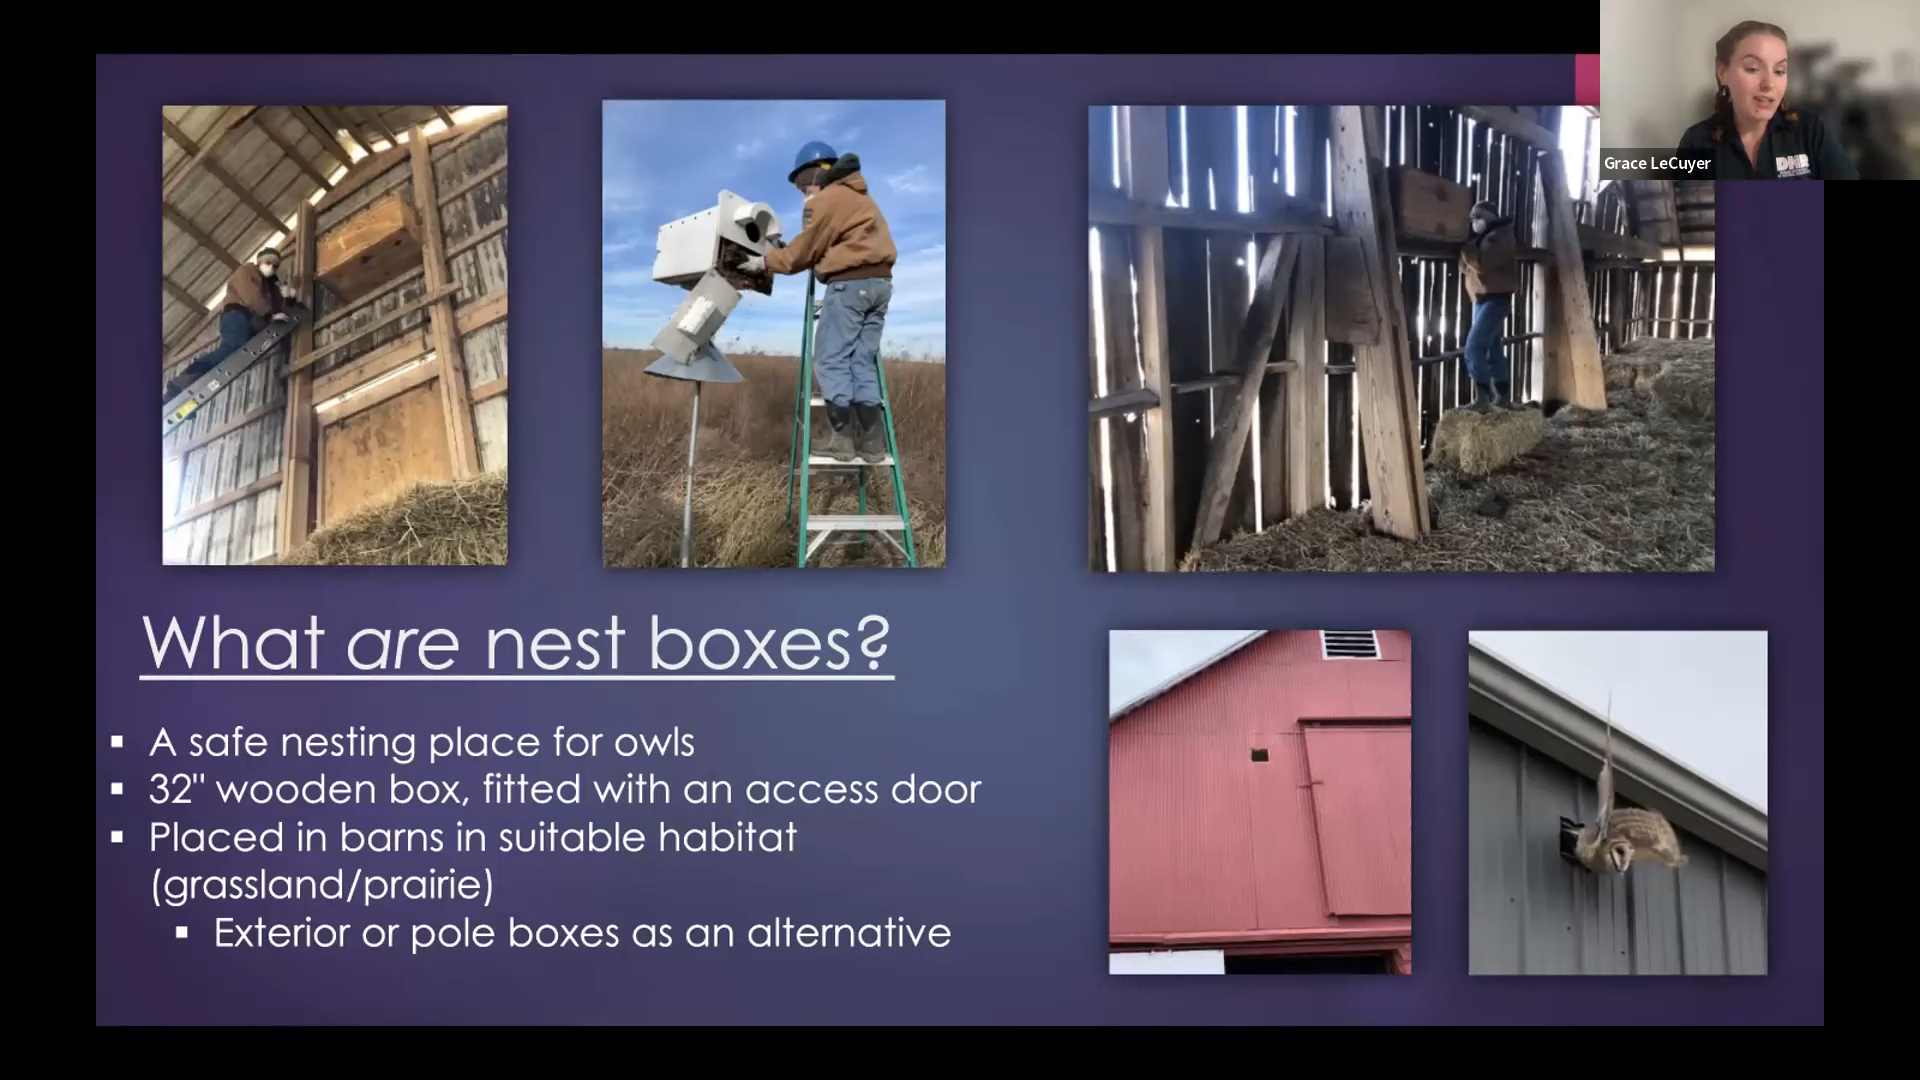 Grace LeCuyer
DNR
What are nest boxes?
▪ A safe nesting place for owls
▪ 32" wooden box, fitted with an access door
▪ Placed in barns in suitable habitat
(grassland/prairie)
▪ Exterior or pole boxes as an alternative